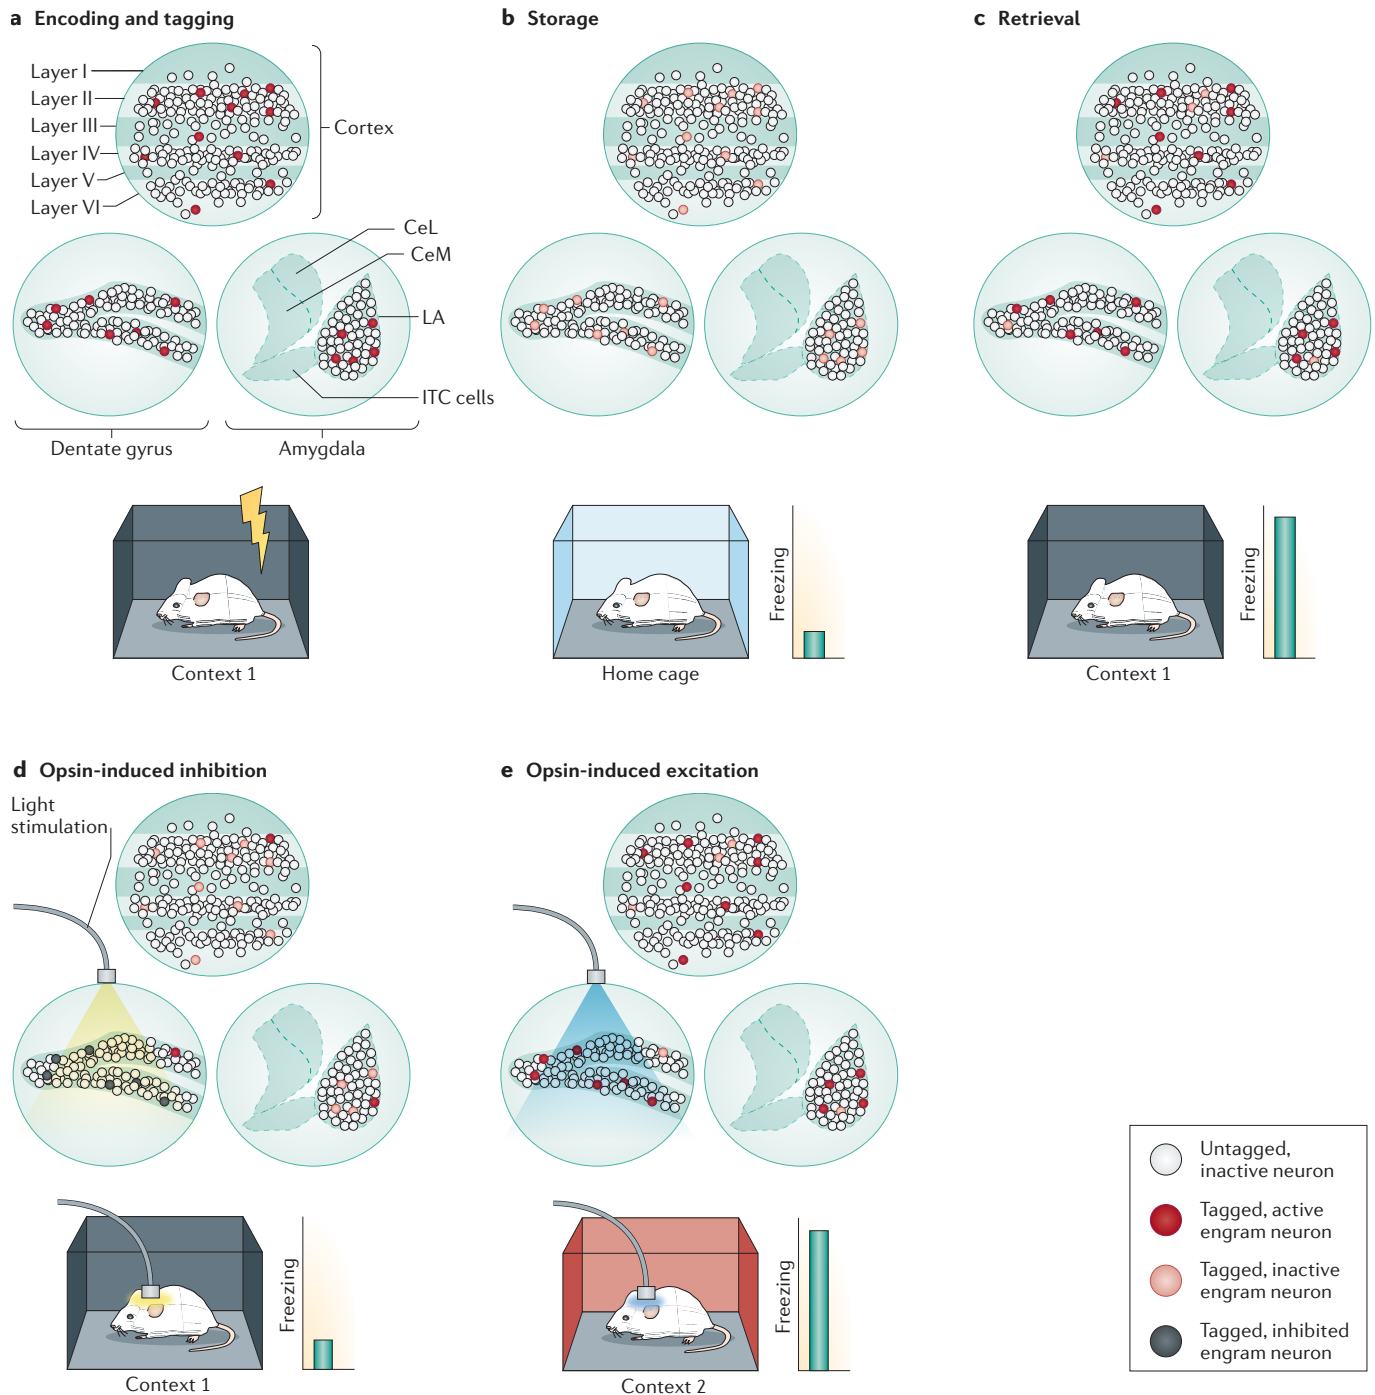 a Encoding and tagging
Layer I
Layer II
Layer III
Layer IV
Layer V
Layer VI
Cortex
CeL
CeM
LA
ITC cells
Dentate gyrus
Amygdala
Context 1
b Storage
Home cage
Freezing
c Retrieval
Context 1
Freezing
d Opsin-induced inhibition
Light
stimulation
Context 1
Freezing
e Opsin-induced excitation
Context 2
Freezing
Untagged,
inactive neuron
Tagged, active
engram neuron
Tagged, inactive
engram neuron
Tagged, inhibited
engram neuron